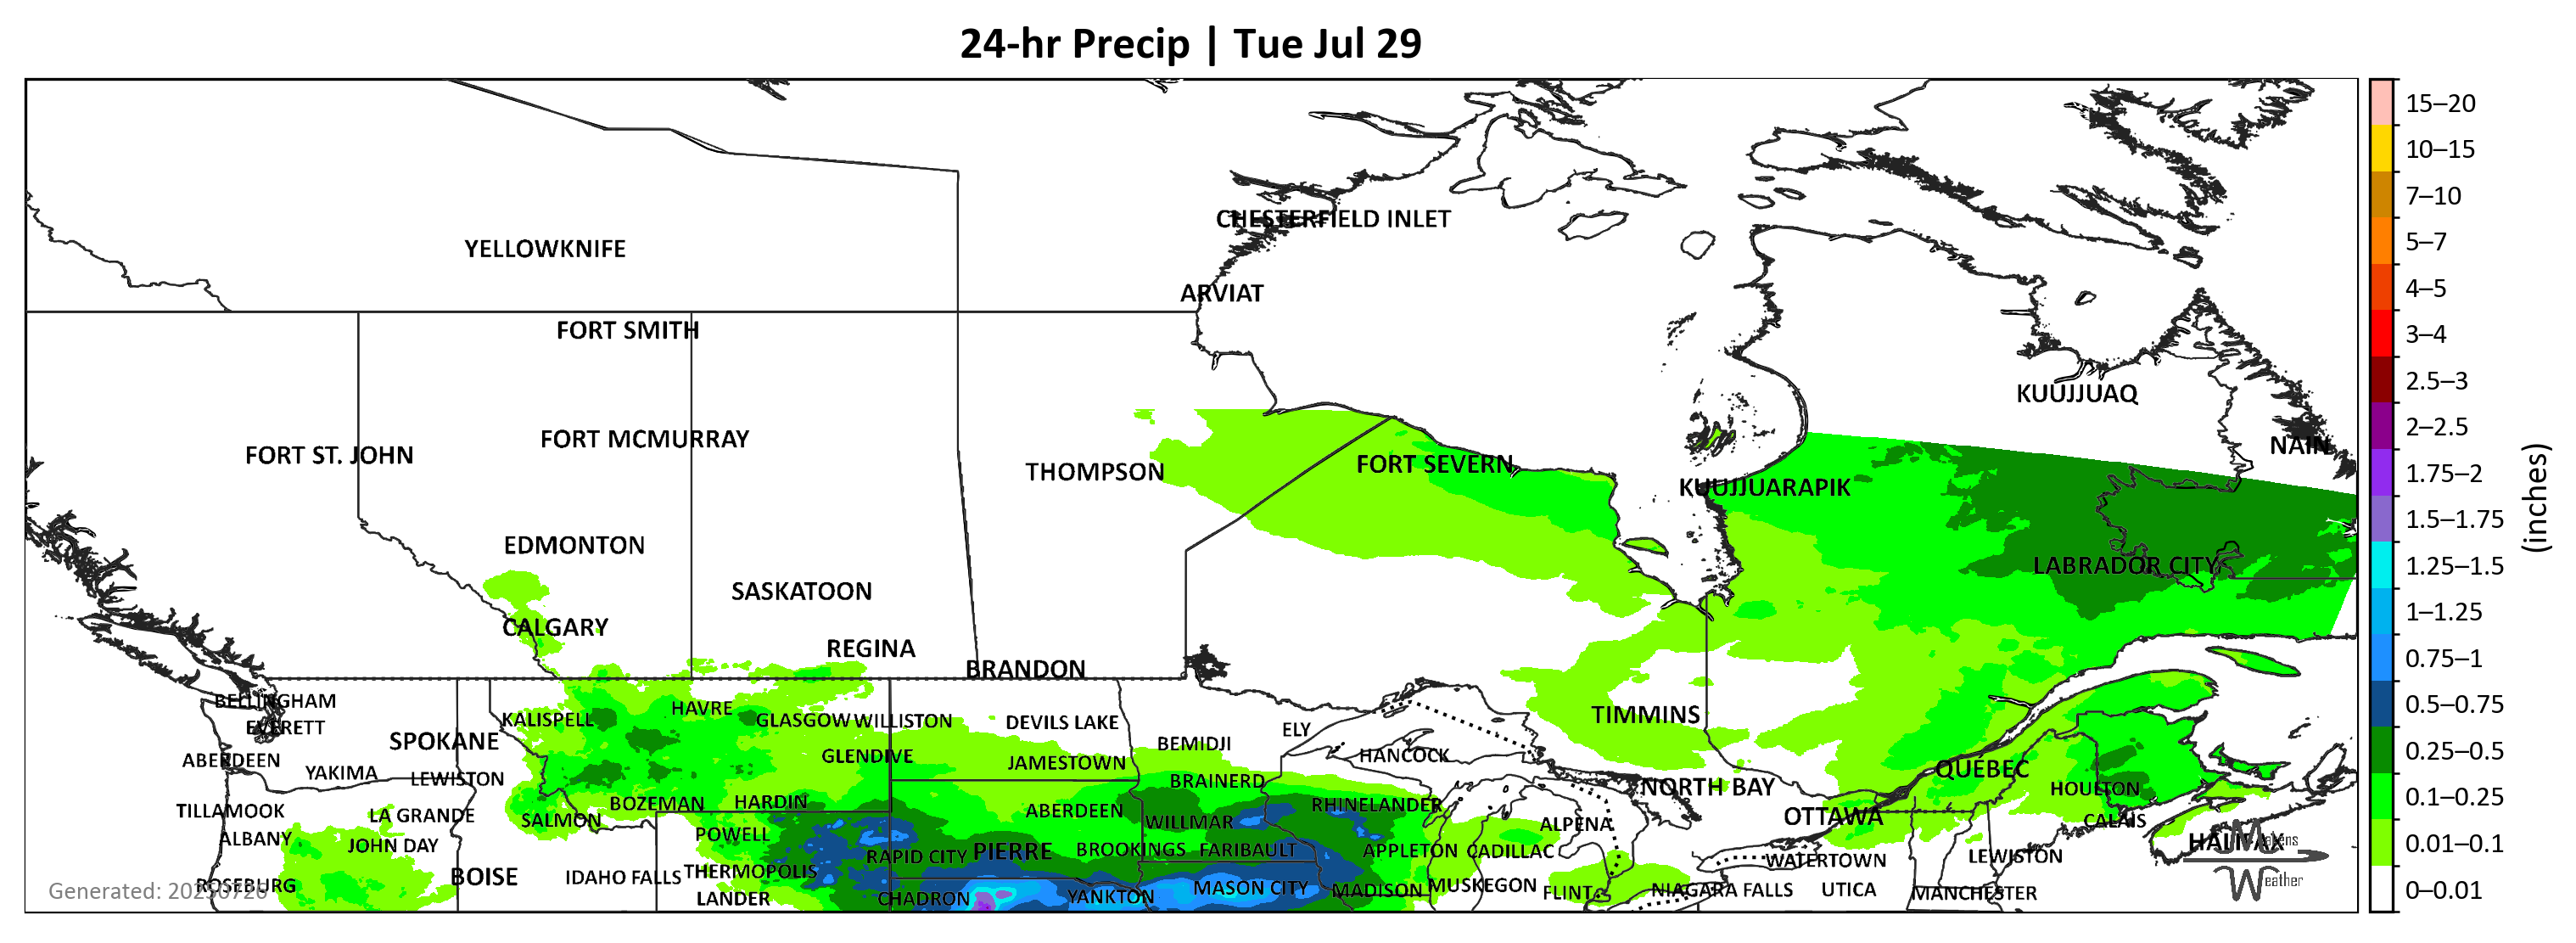 24-hr Precip | Tue Jul 29
15–20
10–15
7–10
5–7
4–5
3–4
2.5–3
2–2.5
1.75–2
1.5–1.75
1.25–1.5
1–1.25
0.75–1
0.5–0.75
0.25–0.5
0.1–0.25
0.01–0.1
0–0.01
(inches)
CHESTERFIELD INLET
YELLOWKNIFE
ARVIAT
FORT SMITH
KUUJJUAQ
FORT MCMURRAY
NAIN
FORT ST. JOHN
FORT SEVERN
THOMPSON
KUUJJUARAPIK
EDMONTON
LABRADOR CITY
SASKATOON
CALGARY
REGINA
BRANDON
BELLINGHAM
HAVRE
KALISPELL
GLASGOW
WILLISTON
DEVILS LAKE
TIMMINS
EVERETT
ELY
SPOKANE
BEMIDJI
HANCOCK
GLENDIVE
ABERDEEN
JAMESTOWN
QUÉBEC
YAKIMA
LEWISTON
BRAINERD
NORTH BAY
HOULTON
BOZEMAN
HARDIN
RHINELANDER
TILLAMOOK
LA GRANDE
SALMON
ABERDEEN
WILLMAR
ALPENA
OTTAWA
CALAIS
ALBANY
JOHN DAY
POWELL
HALIFAX
RAPID CITY
PIERRE
BROOKINGS
FARIBAULT
APPLETON
CADILLAC
WATERTOWN
LEWISTON
BOISE
IDAHO FALLS
THERMOPOLIS
ROSEBURG
MASON CITY
MADISON
MUSKEGON
FLINT
NIAGARA FALLS
UTICA
MANCHESTER
LANDER
CHADRON
YANKTON
Generated:
Weather